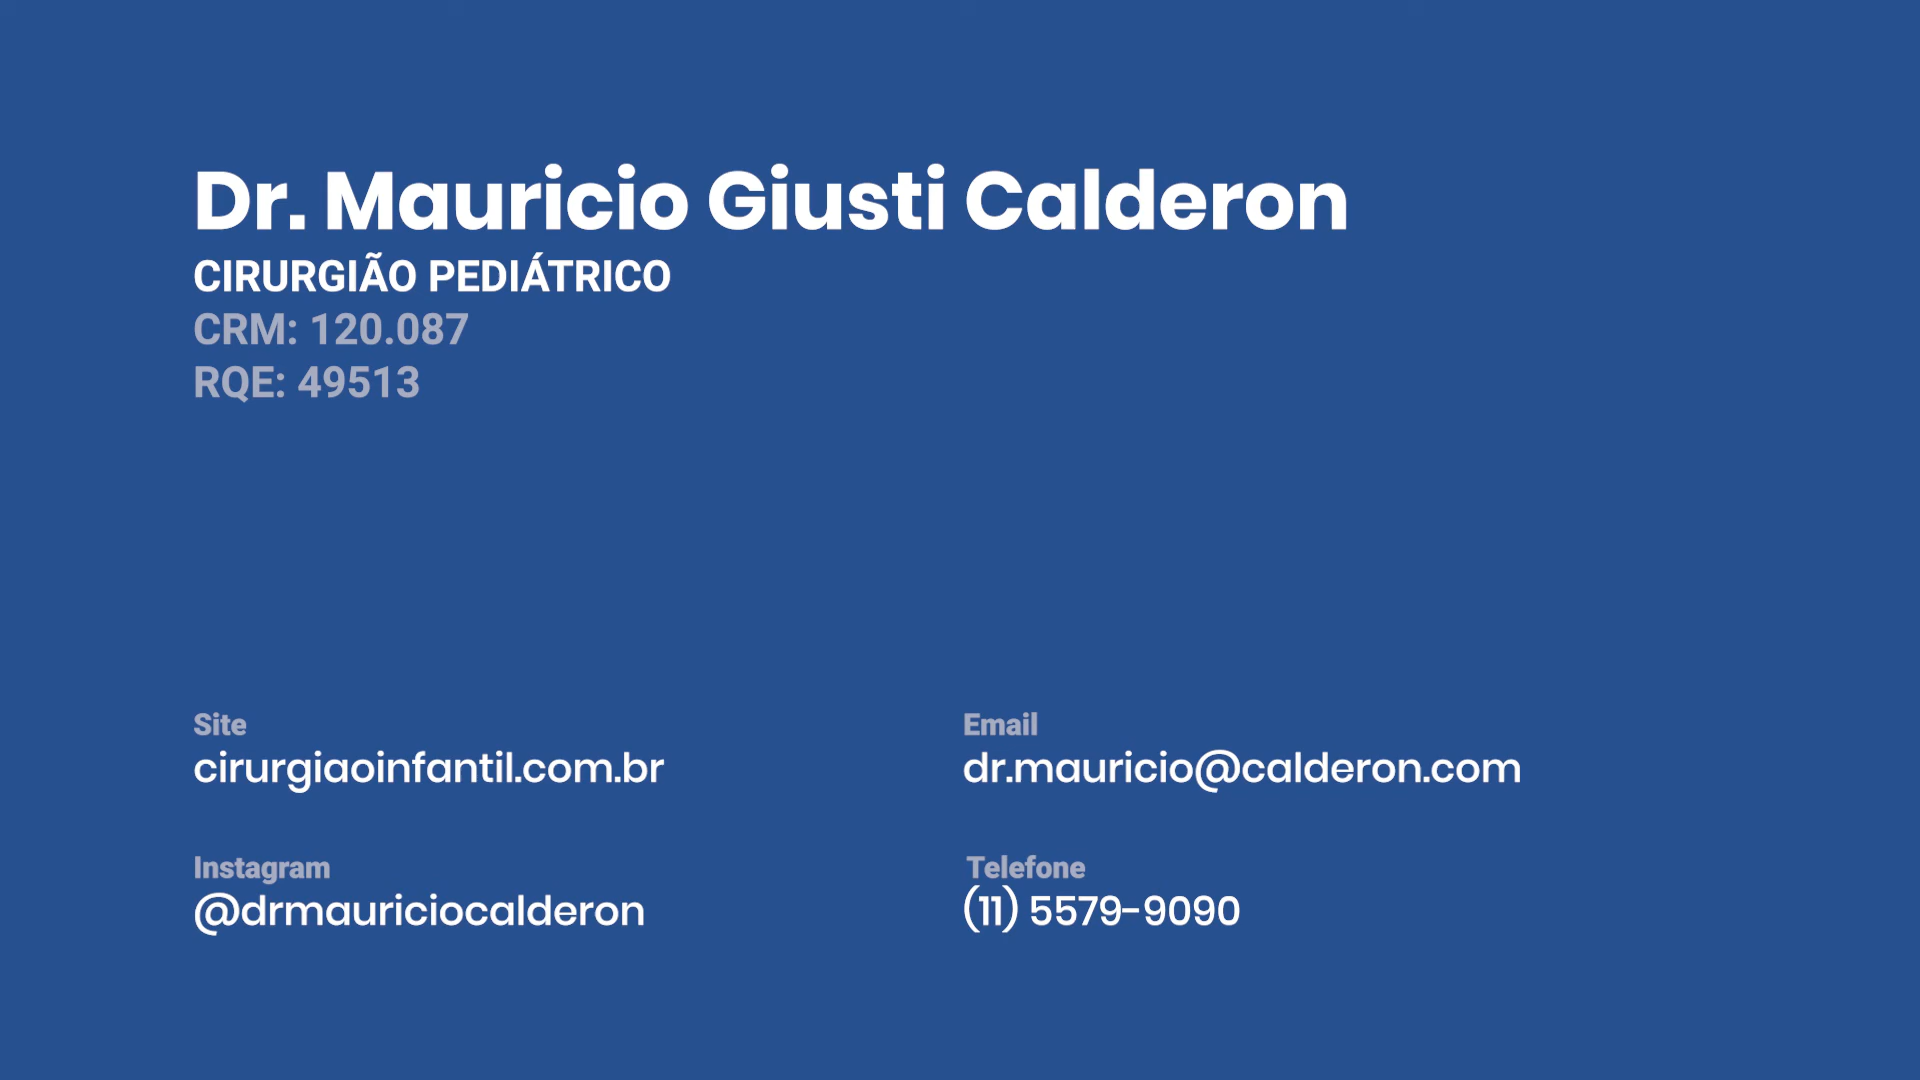 Dr. Mauricio Giusti Calderon
CIRURGIÃO PEDIÁTRICO
CRM: 120.087
RQE: 49513
Site
cirurgiaoinfantil.com.br
Email
dr.mauricio@calderon.com
Instagram
@drmauriciocalderon
Telefone
(11) 5579-9090